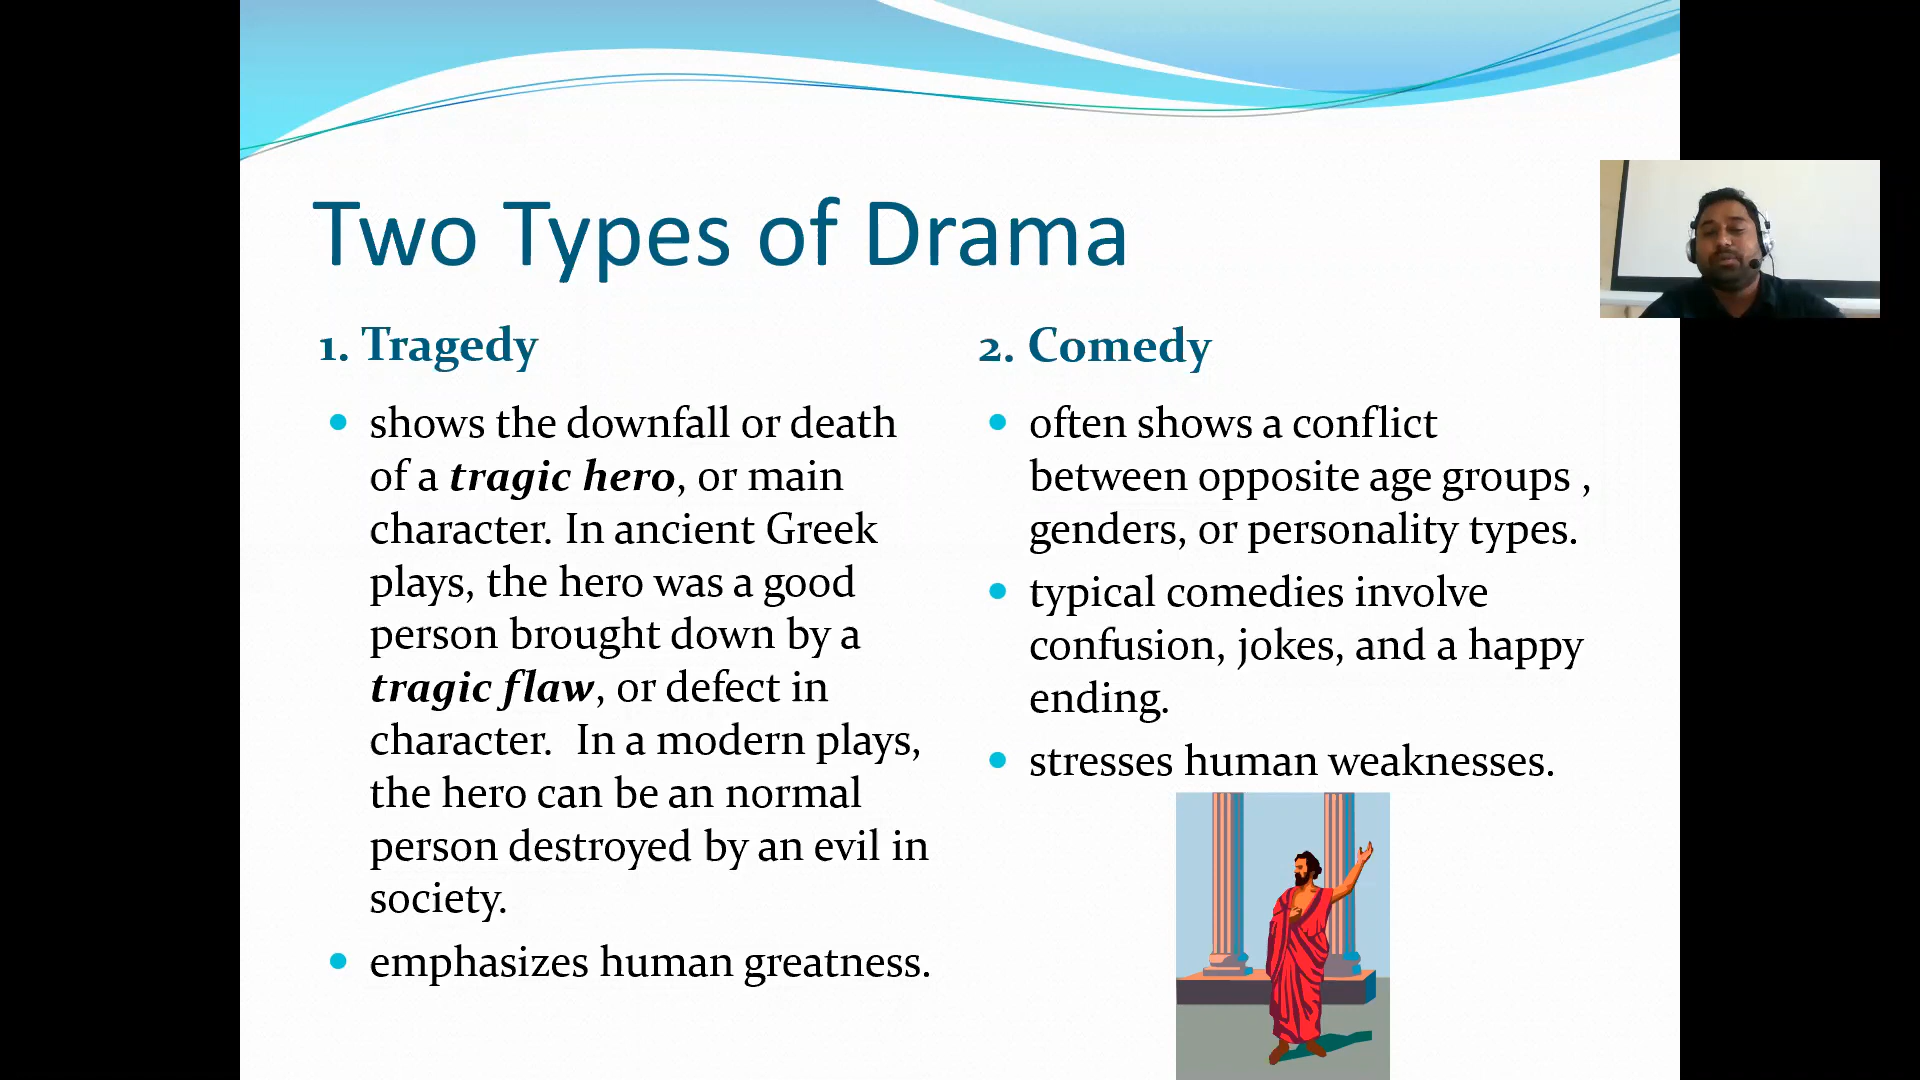 Two Types of Drama
1. Tragedy
shows the downfall or death
of a tragic hero, or main
character. In ancient Greek
plays, the hero was a good
person brought down by a
tragic flaw, or defect in
character.  In a modern plays,
the hero can be an normal
person destroyed by an evil in
society.
emphasizes human greatness.
2. Comedy
often shows a conflict
between opposite age groups ,
genders, or personality types.
typical comedies involve
confusion, jokes, and a happy
ending.
stresses human weaknesses.